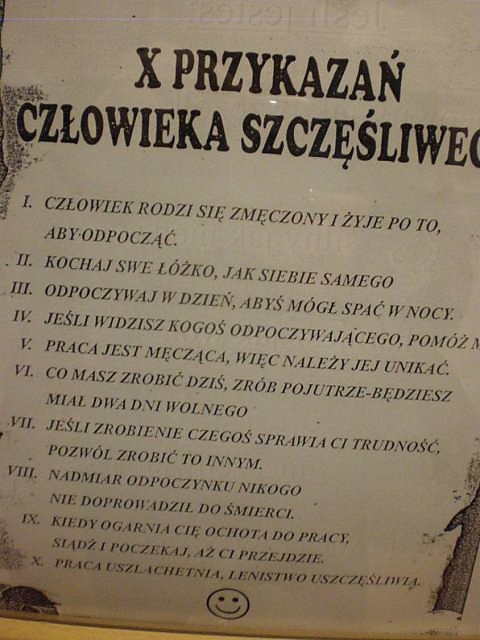 X PRZYKAZAŃ
CZŁOWIEKA SZCZĘŚLIWEG
I. CZŁOWIEK RODZI SIĘ ZMĘCZONY I ŻYJE PO TO,
ABY ODPOCZĄĆ.
II. KOCHAJ SWE ŁÓŻKO, JAK SIEBIE SAMEGO
III. ODPOCZYWAJ W DZIEŃ, ABYŚ MÓGŁ SPAĆ W NOCY.
IV. JEŚLI WIDZISZ KOGOŚ ODPOCZYWAJĄCEGO, POMÓŻ M
V. PRACA JEST MĘCZĄCA, WIĘC NALEŻY JEJ UNIKAĆ.
VI. CO MASZ ZROBIĆ DZIŚ, ZRÓB POJUTRZE-BĘDZIESZ
MIAŁ DWA DNI WOLNEGO
VII. JEŚLI ZROBIENIE CZEGOŚ SPRAWIA CI TRUDNOŚĆ,
POZWÓL ZROBIĆ TO INNYM.
VIII. NADMIAR ODPOCZYNKU NIKOGO
NIE DOPROWADZIŁ DO ŚMIERCI.
IX. KIEDY OGARNIA CIĘ OCHOTA DO PRACY,
SIĄDŹ I POCZEKAJ, AŻ CI PRZEJDZIE.
X. PRACA USZLACHETNIA, LENISTWO USZCZĘŚLIWIA.